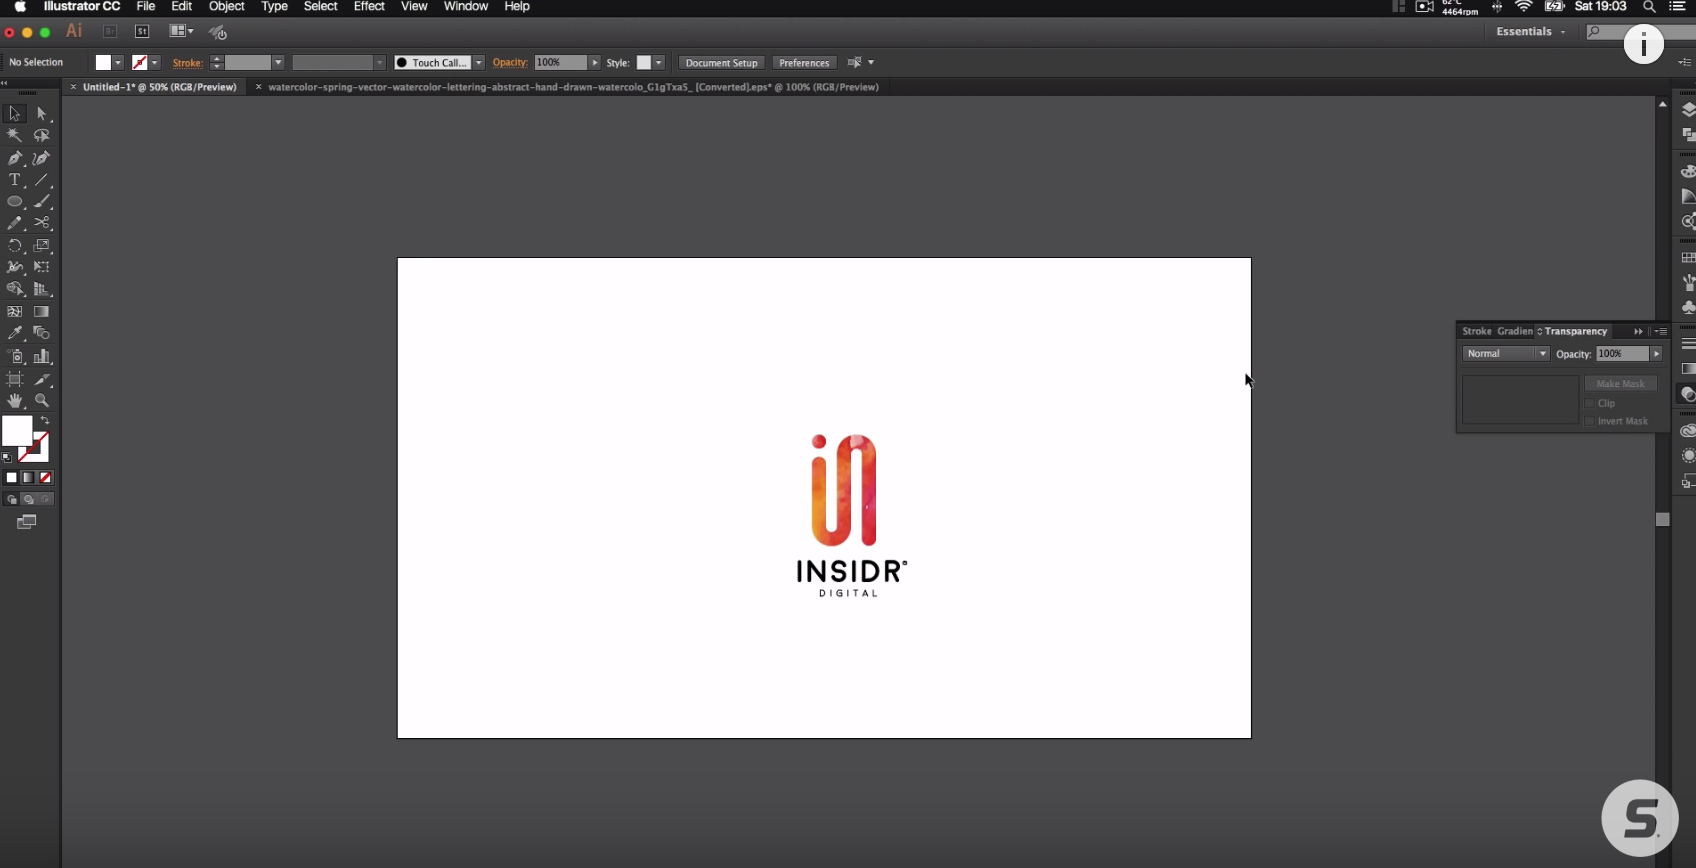 Illustrator CC File Edit Object Type Select Effect View Window Help 62°C 4464rpm Sat 19:03
Ai Br St Essentials
i
No Selection Stroke: Touch Call... Opacity: 100% Style: Document Setup Preferences
× Untitled-1* @ 50% (RGB/Preview) × watercolor-spring-vector-watercolor-lettering-abstract-hand-drawn-watercolo_G1gTxa5_ [Converted].eps* @ 100% (RGB/Preview)
T
Stroke Gradien Transparency
Normal Opacity: 100%
Make Mask
Clip
Invert Mask
in
INSIDR
DIGITAL
S